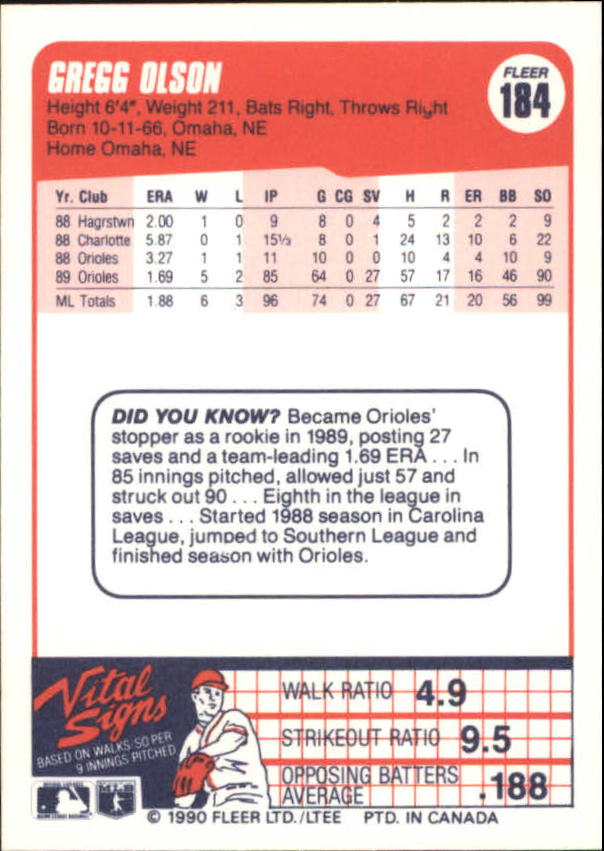 GREGG OLSON
FLEER
184
Height 6'4", Weight 211, Bats Right, Throws Right
Born 10-11-66, Omaha, NE
Home Omaha, NE
Yr. Club ERA W L IP G CG SV H R ER BB SO
88 Hagrstwn 2.00 1 0 9 8 0 4 5 2 2 2 9
88 Charlotte 5.87 0 1 15⅓ 8 0 1 24 13 10 6 22
88 Orioles 3.27 1 1 11 10 0 0 10 4 4 10 9
89 Orioles 1.69 5 2 85 64 0 27 57 17 16 46 90
ML Totals 1.88 6 3 96 74 0 27 67 21 20 56 99
DID YOU KNOW? Became Orioles'
stopper as a rookie in 1989, posting 27
saves and a team-leading 1.69 ERA . . . In
85 innings pitched, allowed just 57 and
struck out 90 . . . Eighth in the league in
saves . . . Started 1988 season in Carolina
League, jumped to Southern League and
finished season with Orioles.
Vital
Signs
BASED ON WALKS, SO PER
9 INNINGS PITCHED
WALK RATIO 4.9
STRIKEOUT RATIO 9.5
OPPOSING BATTERS
AVERAGE .188
© 1990 FLEER LTD./LTEE PTD. IN CANADA